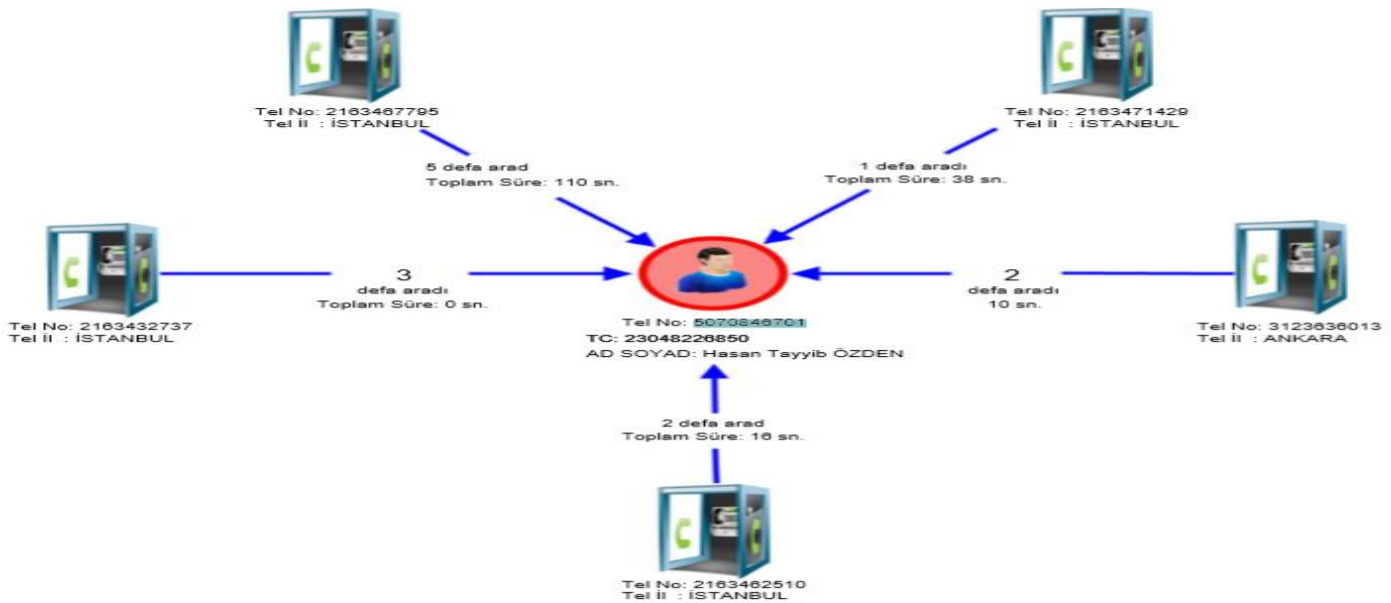 Tel No: 2163467795
Tel İl : İSTANBUL
Tel No: 2163471429
Tel İl : İSTANBUL
5 defa arad
Toplam Süre: 110 sn.
1 defa aradı
Toplam Süre: 38 sn.
3
defa aradı
Toplam Süre: 0 sn.
2
defa aradı
10 sn.
Tel No: 2163432737
Tel İl : İSTANBUL
Tel No: 5070846701
TC: 23048226850
AD SOYAD: Hasan Tayyib ÖZDEN
Tel No: 3123636013
Tel İl : ANKARA
2 defa arad
Toplam Süre: 16 sn.
Tel No: 2163462510
Tel İl : İSTANBUL